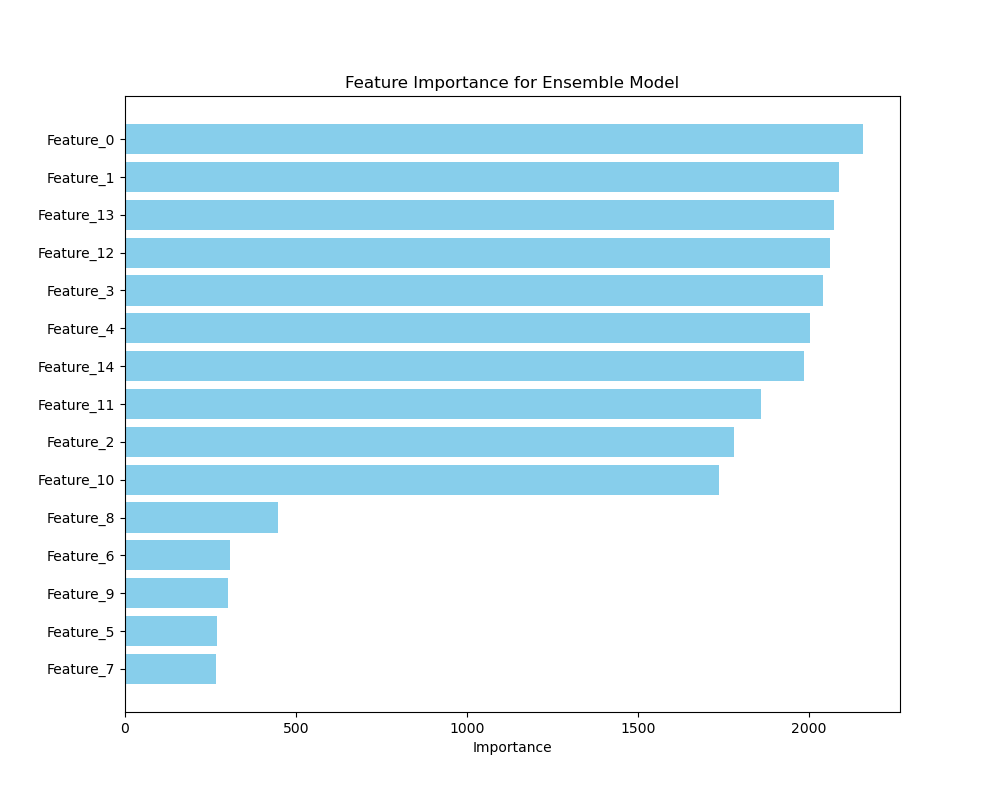 Feature Importance for Ensemble Model
Feature_0
Feature_1
Feature_13
Feature_12
Feature_3
Feature_4
Feature_14
Feature_11
Feature_2
Feature_10
Feature_8
Feature_6
Feature_9
Feature_5
Feature_7
0 500 1000 1500 2000
Importance